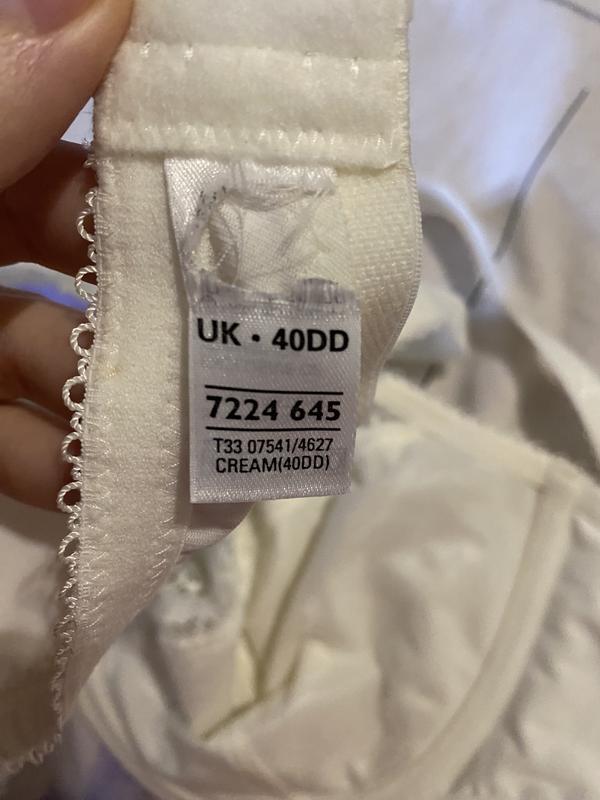 UK • 40DD
7224 645
T33 07541/4627
CREAM(40DD)